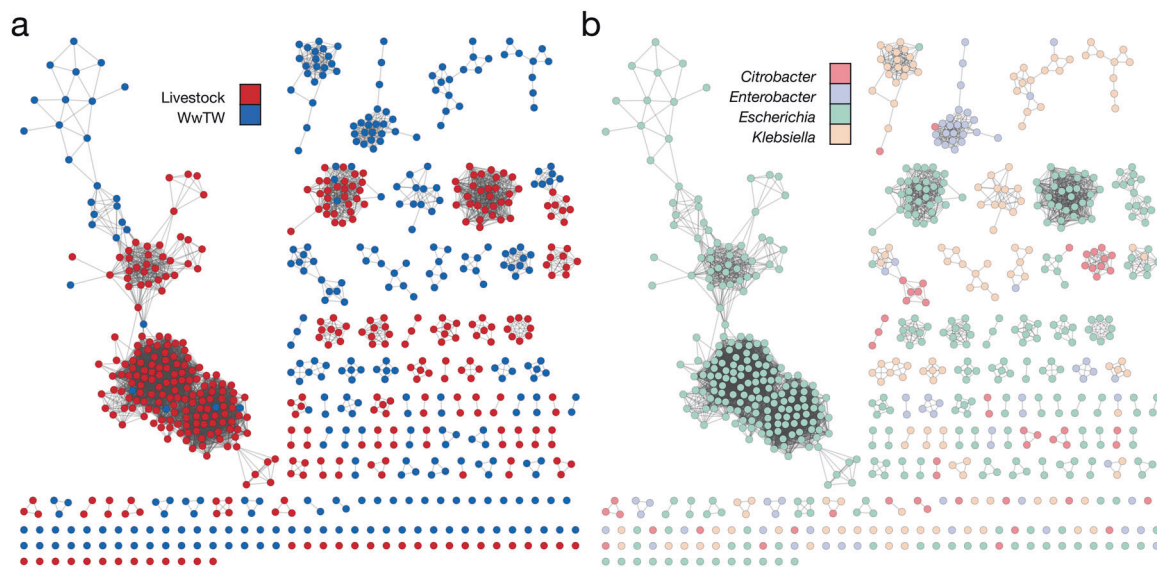 a
Livestock
WwTW
b
Citrobacter
Enterobacter
Escherichia
Klebsiella